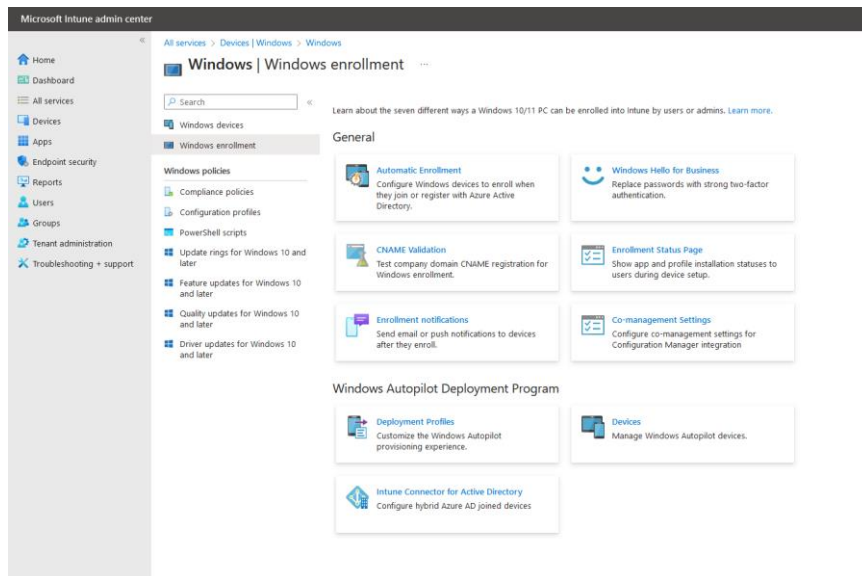 Microsoft Intune admin center
Home
Dashboard
All services
Devices
Apps
Endpoint security
Reports
Users
Groups
Tenant administration
Troubleshooting + support
All services > Devices | Windows > Windows
Windows | Windows enrollment ...
Search
Windows devices
Windows enrollment
Windows policies
Compliance policies
Configuration profiles
PowerShell scripts
Update rings for Windows 10 and
later
Feature updates for Windows 10
and later
Quality updates for Windows 10
and later
Driver updates for Windows 10
and later
Learn about the seven different ways a Windows 10/11 PC can be enrolled into Intune by users or admins. Learn more.
General
Automatic Enrollment
Configure Windows devices to enroll when
they join or register with Azure Active
Directory.
Windows Hello for Business
Replace passwords with strong two-factor
authentication.
CNAME Validation
Test company domain CNAME registration for
Windows enrollment.
Enrollment Status Page
Show app and profile installation statuses to
users during device setup.
Enrollment notifications
Send email or push notifications to devices
after they enroll.
Co-management Settings
Configure co-management settings for
Configuration Manager integration
Windows Autopilot Deployment Program
Deployment Profiles
Customize the Windows Autopilot
provisioning experience.
Devices
Manage Windows Autopilot devices.
Intune Connector for Active Directory
Configure hybrid Azure AD joined devices